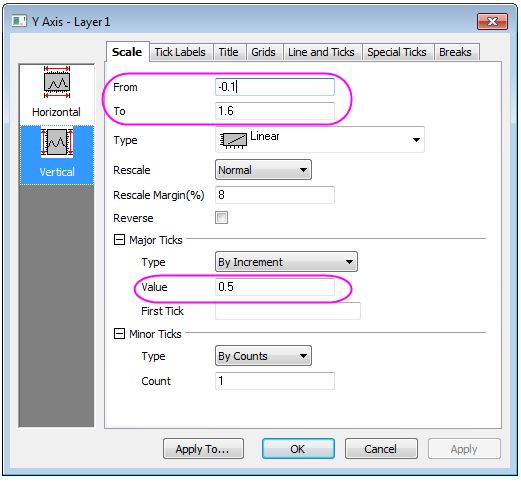 Y Axis - Layer1
Scale Tick Labels Title Grids Line and Ticks Special Ticks Breaks
Horizontal
Vertical
From -0.1
To 1.6
Type Linear
Rescale Normal
Rescale Margin(%) 8
Reverse
Major Ticks
Type By Increment
Value 0.5
First Tick
Minor Ticks
Type By Counts
Count 1
Apply To... OK Cancel Apply